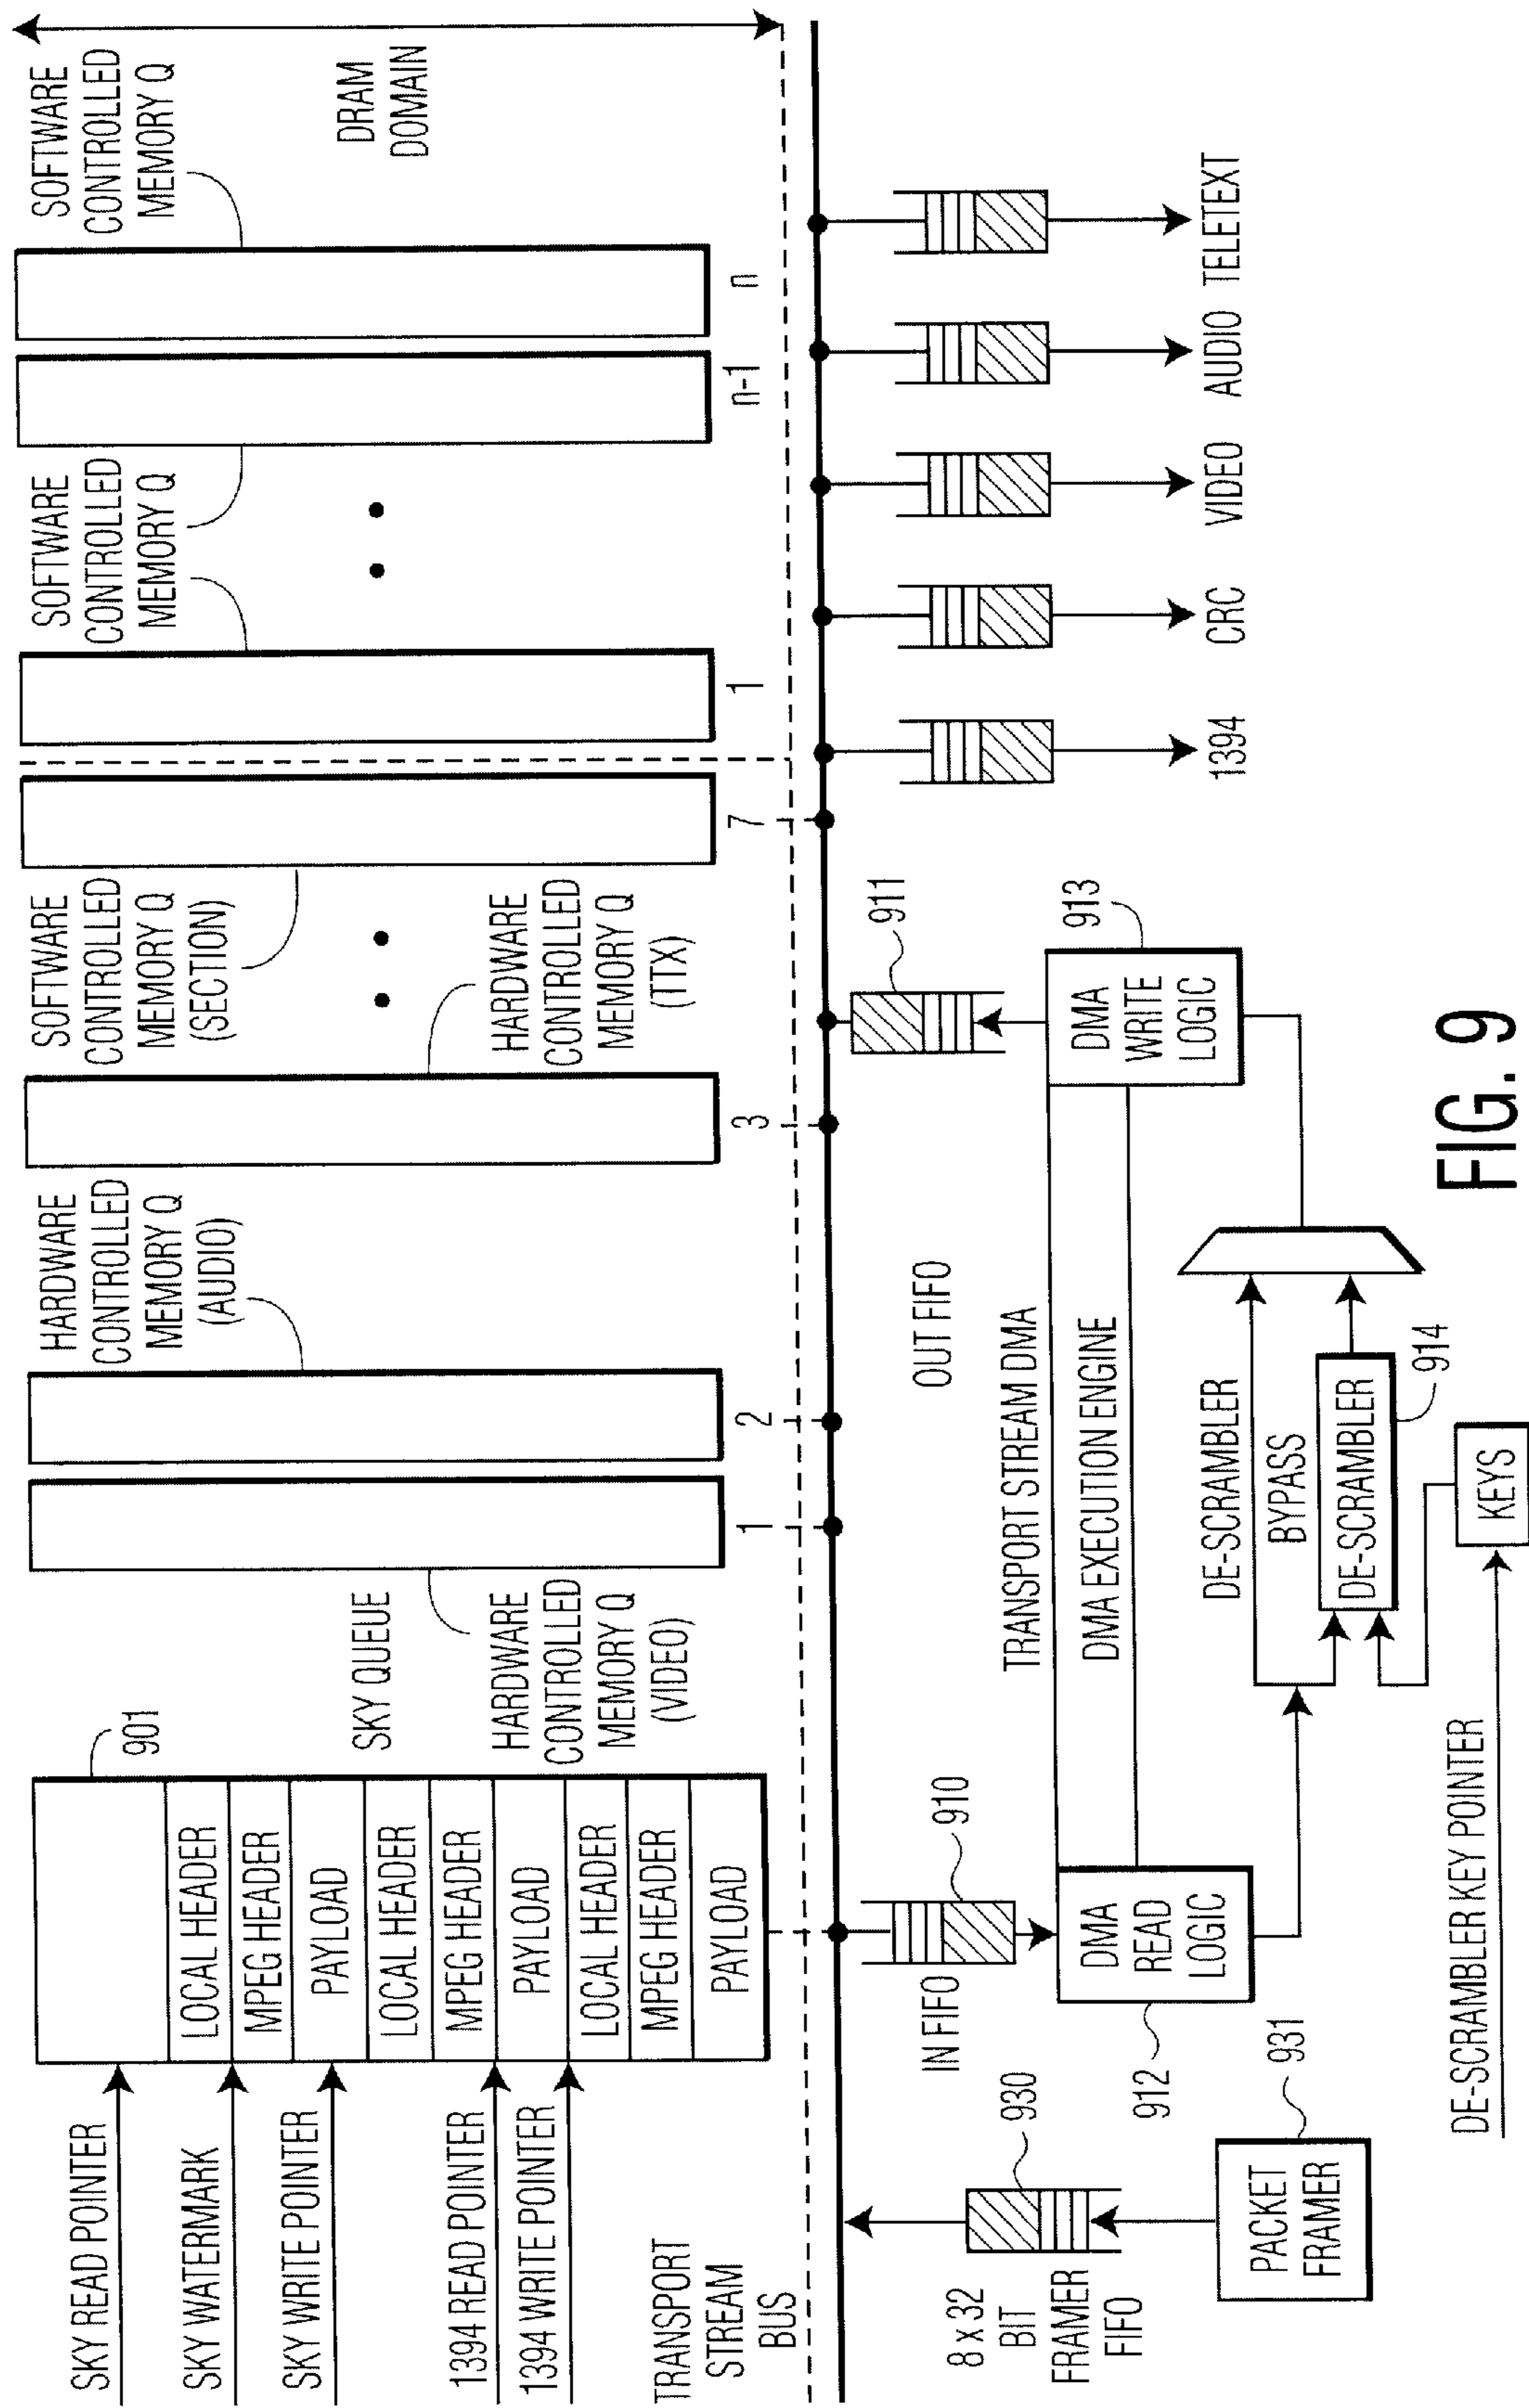 SKY READ POINTER
SKY WATERMARK
SKY WRITE POINTER
1394 READ POINTER
1394 WRITE POINTER
TRANSPORT
STREAM
BUS
901
LOCAL HEADER
MPEG HEADER
PAYLOAD
LOCAL HEADER
MPEG HEADER
PAYLOAD
LOCAL HEADER
MPEG HEADER
PAYLOAD
SKY QUEUE
HARDWARE
CONTROLLED
MEMORY Q
(VIDEO)
1
2
HARDWARE
CONTROLLED
MEMORY Q
(AUDIO)
3
HARDWARE
CONTROLLED
MEMORY Q
(TTX)
SOFTWARE
CONTROLLED
MEMORY Q
(SECTION)
7
1
SOFTWARE
CONTROLLED
MEMORY Q
SOFTWARE
CONTROLLED
MEMORY Q
n-1
n
SOFTWARE
CONTROLLED
MEMORY Q
DRAM
DOMAIN
8 x 32
BIT
FRAMER
FIFO
930
PACKET
FRAMER
931
IN FIFO
910
DMA
READ
LOGIC
912
TRANSPORT STREAM DMA
DMA EXECUTION ENGINE
OUT FIFO
911
DMA
WRITE
LOGIC
913
DE-SCRAMBLER
BYPASS
DE-SCRAMBLER
914
KEYS
DE-SCRAMBLER KEY POINTER
1394
CRC
VIDEO
AUDIO
TELETEXT
FIG. 9